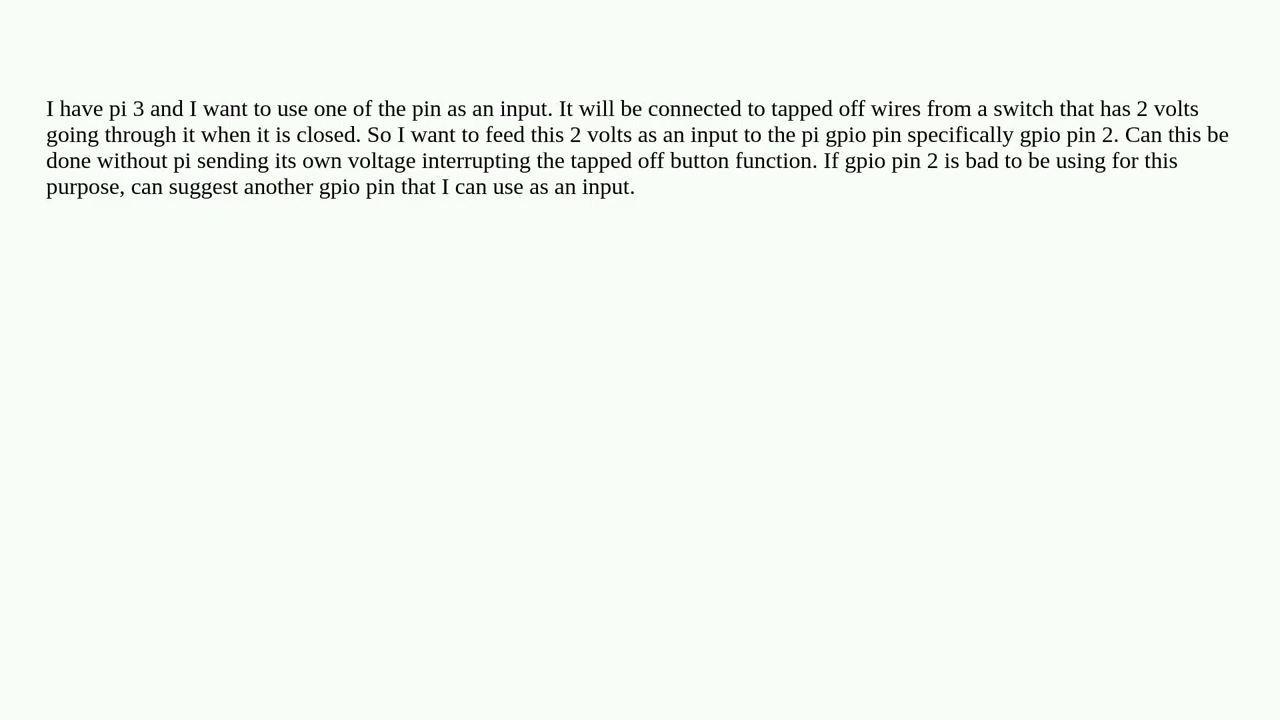 I have pi 3 and I want to use one of the pin as an input. It will be connected to tapped off wires from a switch that has 2 volts
going through it when it is closed. So I want to feed this 2 volts as an input to the pi gpio pin specifically gpio pin 2. Can this be
done without pi sending its own voltage interrupting the tapped off button function. If gpio pin 2 is bad to be using for this
purpose, can suggest another gpio pin that I can use as an input.